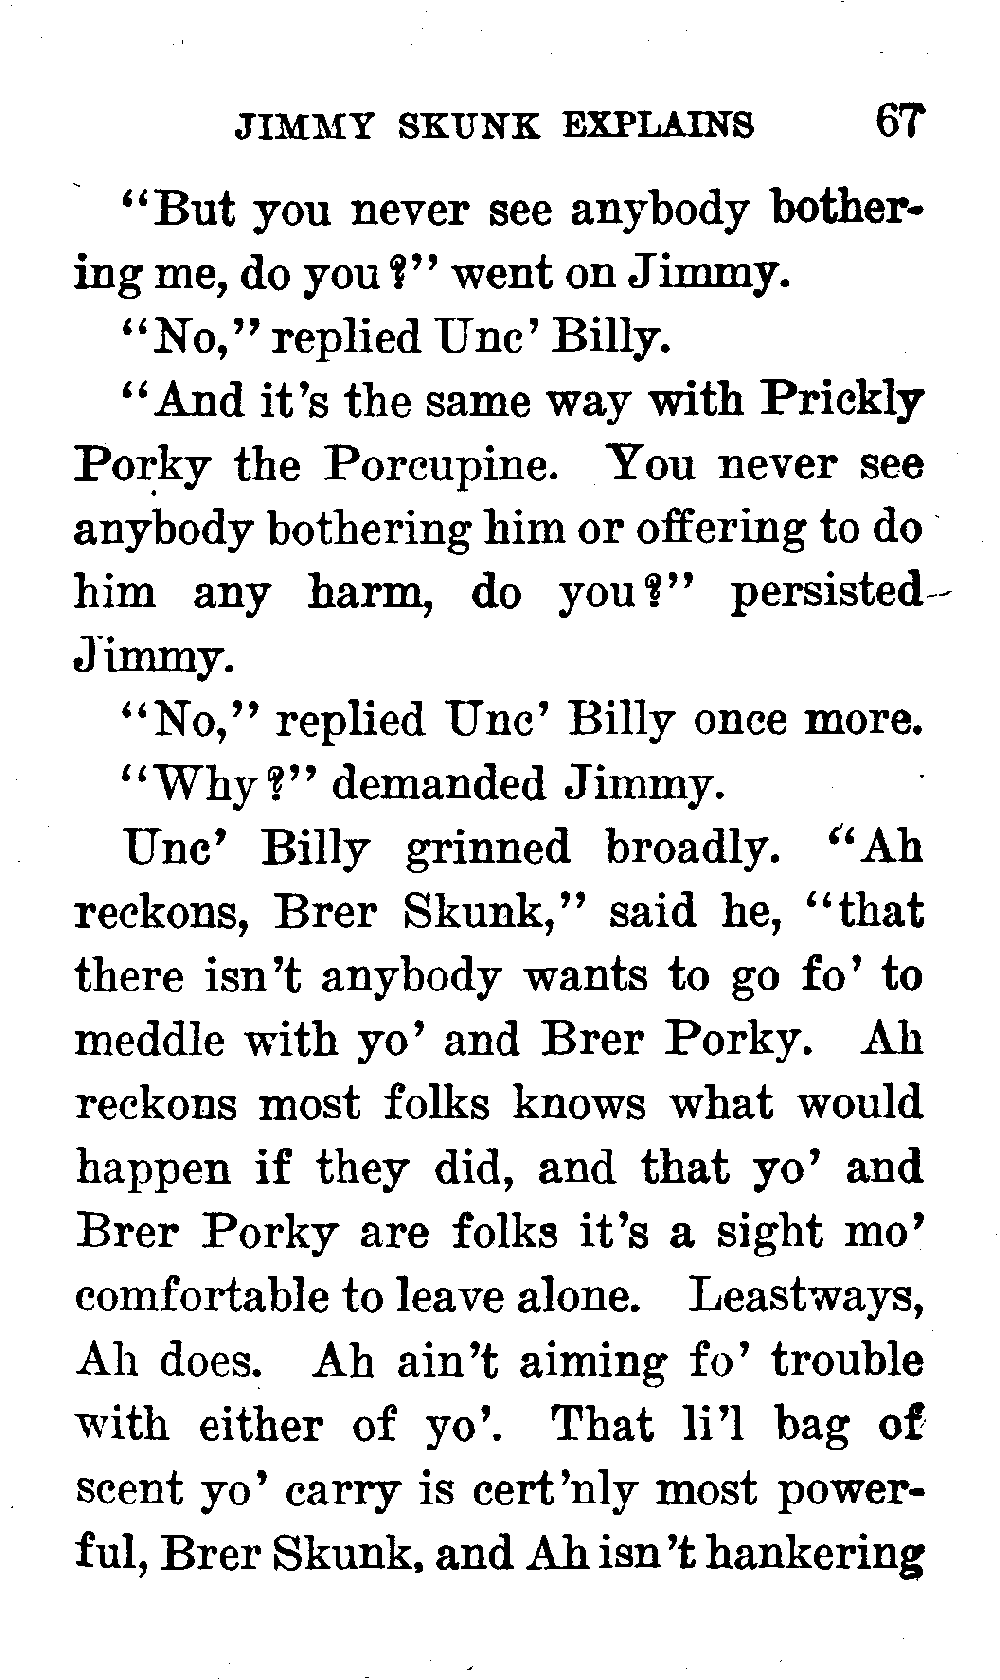 JIMMY SKUNK EXPLAINS 67
“But you never see anybody bother-
ing me, do you?” went on Jimmy.
“No,” replied Unc’ Billy.
“And it’s the same way with Prickly
Porky the Porcupine. You never see
anybody bothering him or offering to do
him any harm, do you?” persisted
Jimmy.
“No,” replied Unc’ Billy once more.
“Why?” demanded Jimmy.
Unc’ Billy grinned broadly. “Ah
reckons, Brer Skunk,” said he, “that
there isn’t anybody wants to go fo’ to
meddle with yo’ and Brer Porky. Ah
reckons most folks knows what would
happen if they did, and that yo’ and
Brer Porky are folks it’s a sight mo’
comfortable to leave alone. Leastways,
Ah does. Ah ain’t aiming fo’ trouble
with either of yo’. That li’l bag of
scent yo’ carry is cert’nly most power-
ful, Brer Skunk, and Ah isn’t hankering